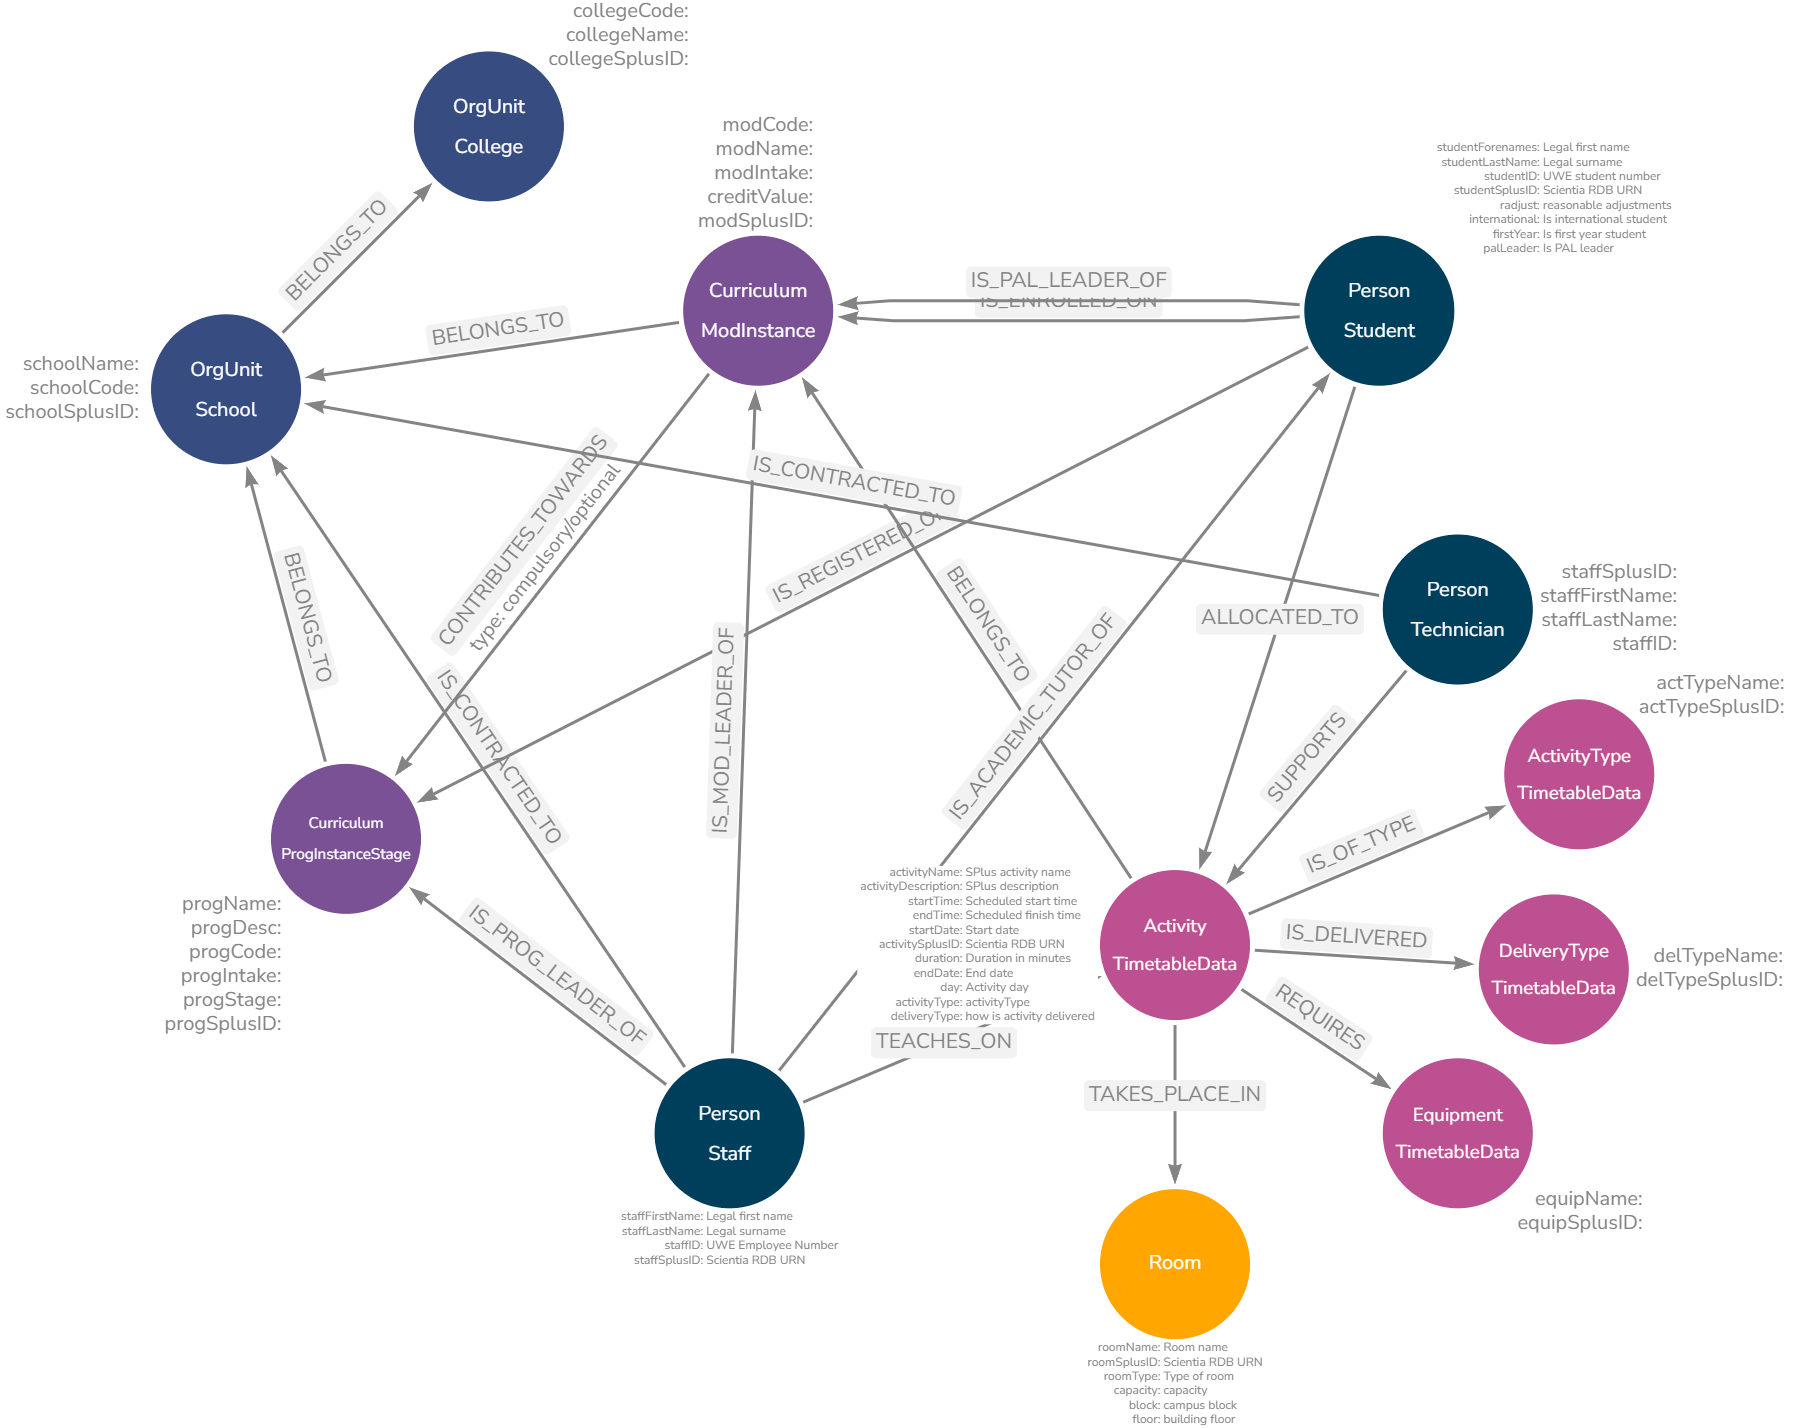 collegeCode:
collegeName:
collegeSplusID:
OrgUnit
College
BELONGS_TO
modCode:
modName:
modIntake:
creditValue:
modSplusID:
Curriculum
ModInstance
studentForenames: Legal first name
studentLastName: Legal surname
studentID: UWE student number
studentSplusID: Scientia RDB URN
radjust: reasonable adjustments
international: Is international student
firstYear: Is first year student
palLeader: Is PAL leader
IS_PAL_LEADER_OF
IS_ENROLLED_ON
Person
Student
BELONGS_TO
schoolName:
schoolCode:
schoolSplusID:
OrgUnit
School
IS_CONTRACTED_TO
CONTRIBUTES_TOWARDS
type: compulsory/optional
IS_REGISTERED_O
BELONGS_TO
BELONGS_TO
ALLOCATED_TO
Person
Technician
staffSplusID:
staffFirstName:
staffLastName:
staffID:
IS_CONTRACTED_TO
IS_MOD_LEADER_OF
IS_ACADEMIC_TUTOR_OF
SUPPORTS
actTypeName:
actTypeSplusID:
ActivityType
TimetableData
Curriculum
ProgInstanceStage
IS_OF_TYPE
progName:
progDesc:
progCode:
progIntake:
progStage:
progSplusID:
IS_PROG_LEADER_OF
activityName: SPlus activity name
activityDescription: SPlus description
startTime: Scheduled start time
endTime: Scheduled finish time
startDate: Start date
activitySplusID: Scientia RDB URN
duration: Duration in minutes
endDate: End date
day: Activity day
activityType: activityType
deliveryType: how is activity delivered
Activity
TimetableData
IS_DELIVERED
DeliveryType
TimetableData
delTypeName:
delTypeSplusID:
TEACHES_ON
REQUIRES
TAKES_PLACE_IN
Person
Staff
Equipment
TimetableData
equipName:
equipSplusID:
staffFirstName: Legal first name
staffLastName: Legal surname
staffID: UWE Employee Number
staffSplusID: Scientia RDB URN
Room
roomName: Room name
roomSplusID: Scientia RDB URN
roomType: Type of room
capacity: capacity
block: campus block
floor: building floor